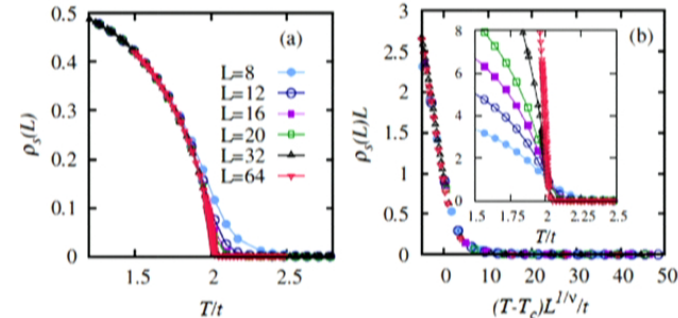 0.5
0.4
0.3
0.2
0.1
0
1.5
2
2.5
ρs(L)
T/t
(a)
L=8
L=12
L=16
L=20
L=32
L=64
3
2.5
2
1.5
1
0.5
0
0 10 20 30 40 50
ρs(L)L
(T-Tc)L^1/ν/t
(b)
8
6
4
2
0
1.5 1.75 2 2.25 2.5
T/t